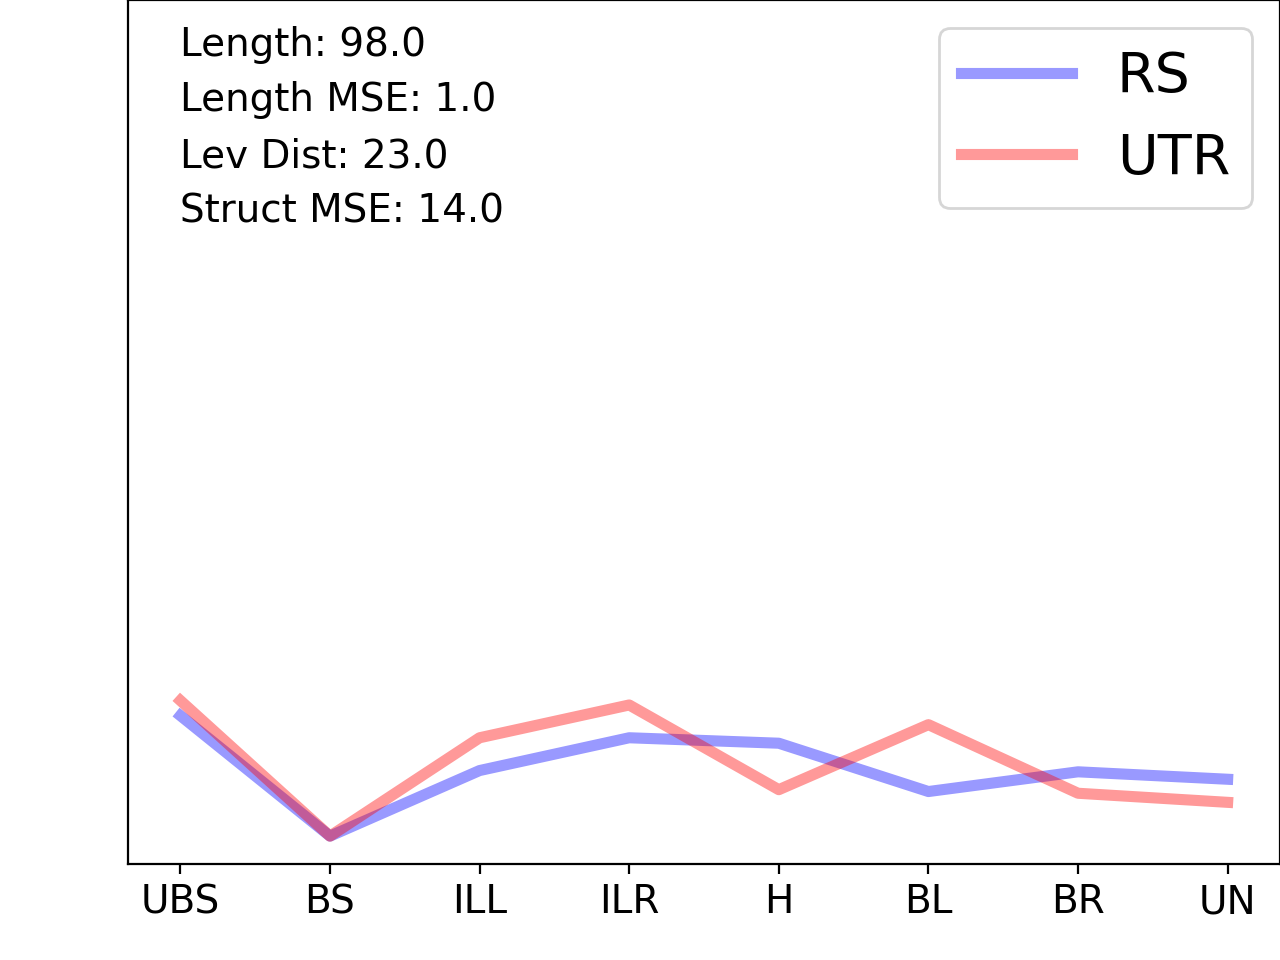 Length: 98.0
Length MSE: 1.0
Lev Dist: 23.0
Struct MSE: 14.0
RS
UTR
UBS BS ILL ILR H BL BR UN